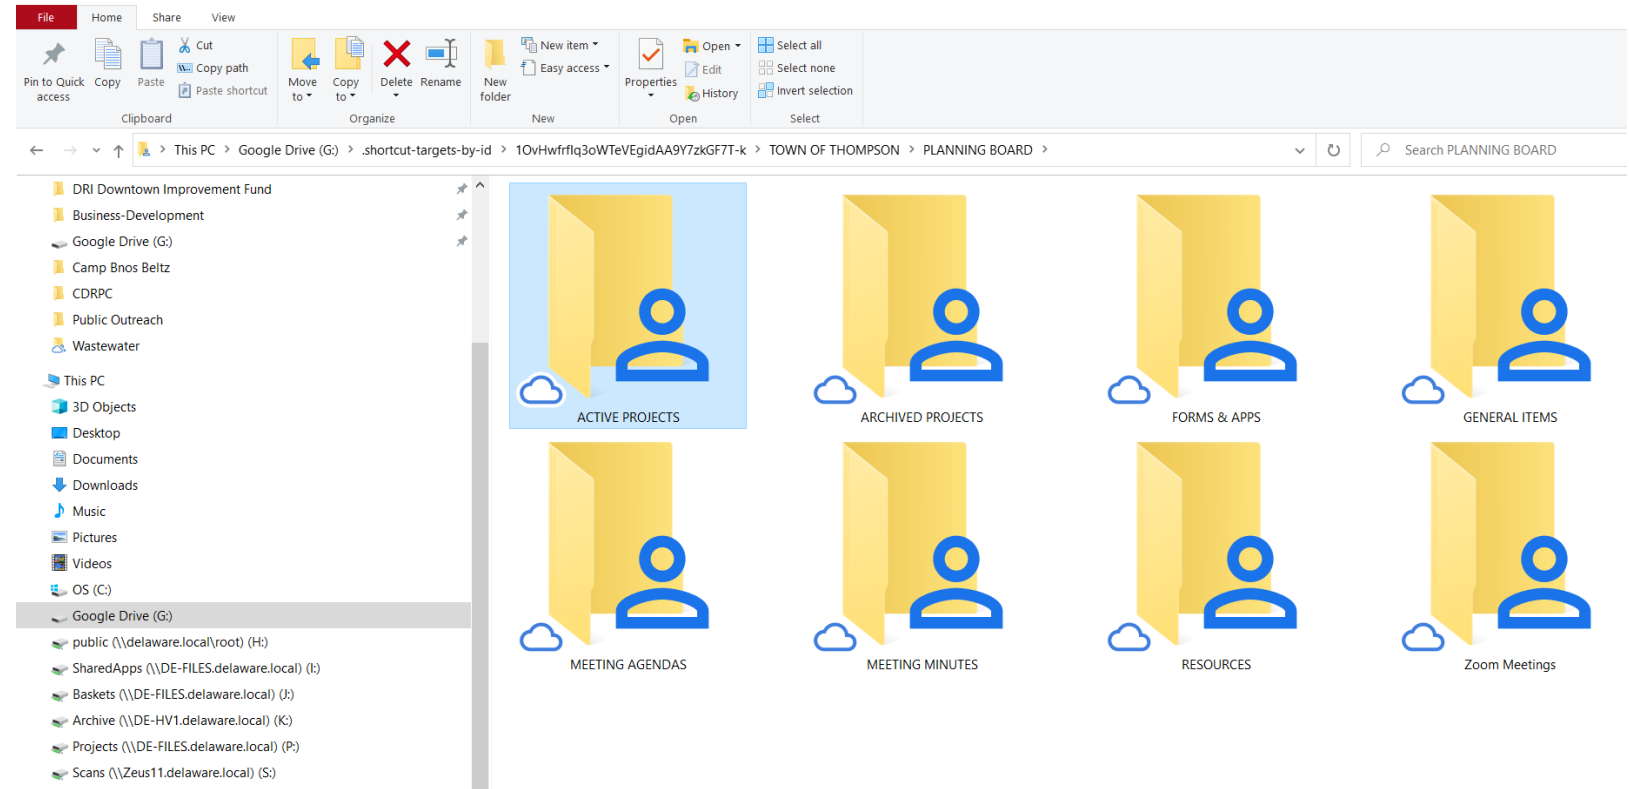 File Home Share View
Pin to Quick access
Copy
Paste
Cut
Copy path
Paste shortcut
Clipboard
Move to
Copy to
Delete
Rename
Organize
New folder
New item
Easy access
New
Properties
Open
Edit
History
Open
Select all
Select none
Invert selection
Select
This PC > Google Drive (G:) > .shortcut-targets-by-id > > TOWN OF THOMPSON > PLANNING BOARD >
Search PLANNING BOARD
DRI Downtown Improvement Fund
Business-Development
Google Drive (G:)
Camp Bnos Beltz
CDRPC
Public Outreach
Wastewater
This PC
3D Objects
Desktop
Documents
Downloads
Music
Pictures
Videos
OS (C:)
Google Drive (G:)
public (\\delaware.local\root) (H:)
SharedApps (\\DE-FILES.delaware.local) (I:)
Baskets (\\DE-FILES.delaware.local) (J:)
Archive (\\DE-HV1.delaware.local) (K:)
Projects (\\DE-FILES.delaware.local) (P:)
Scans (\\Zeus11.delaware.local) (S:)
ACTIVE PROJECTS
ARCHIVED PROJECTS
FORMS & APPS
GENERAL ITEMS
MEETING AGENDAS
MEETING MINUTES
RESOURCES
Zoom Meetings